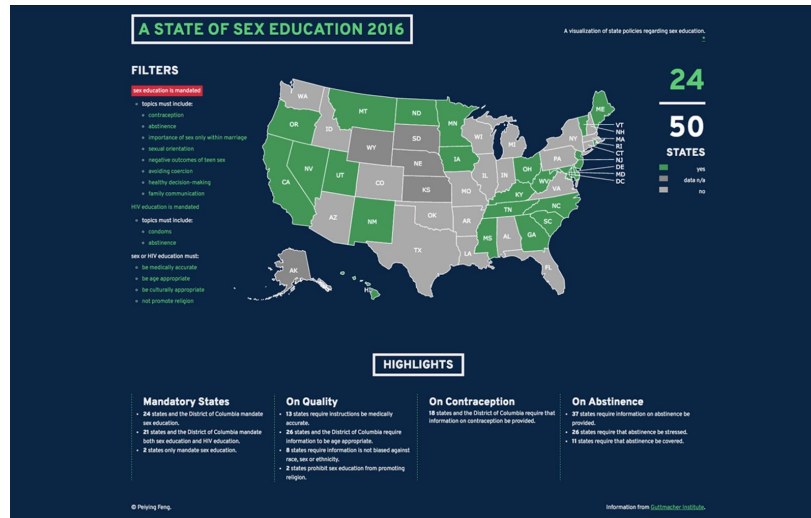 A STATE OF SEX EDUCATION 2016
A visualization of state policies regarding sex education.
FILTERS
sex education is mandated
topics must include:
contraception
abstinence
importance of sex only within marriage
sexual orientation
negative outcomes of teen sex
avoiding coercion
healthy decision-making
family communication
HIV education is mandated
topics must include:
condoms
abstinence
sex or HIV education must:
be medically accurate
be age appropriate
be culturally appropriate
not promote religion
WA
MT
ND
MN
ME
OR
ID
WY
SD
WI
MI
NY
VT
NH
MA
RI
CT
NJ
DE
MD
DC
NV
UT
NE
IA
IL
IN
OH
PA
CA
CO
KS
MO
KY
WV
VA
AZ
NM
OK
AR
TN
NC
SC
TX
LA
MS
AL
GA
FL
AK
HI
24
50
STATES
yes
data n/a
no
HIGHLIGHTS
Mandatory States
24 states and the District of Columbia mandate
sex education.
21 states and the District of Columbia mandate
both sex education and HIV education.
2 states only mandate sex education.
On Quality
13 states require instructions be medically
accurate.
26 states and the District of Columbia require
information to be age appropriate.
8 states require information is not biased against
race, sex or ethnicity.
2 states prohibit sex education from promoting
religion.
On Contraception
18 states and the District of Columbia require that
information on contraception be provided.
On Abstinence
37 states require information on abstinence be
provided.
26 states require that abstinence be stressed.
11 states require that abstinence be covered.
© Peiying Feng.
Information from Guttmacher Institute.